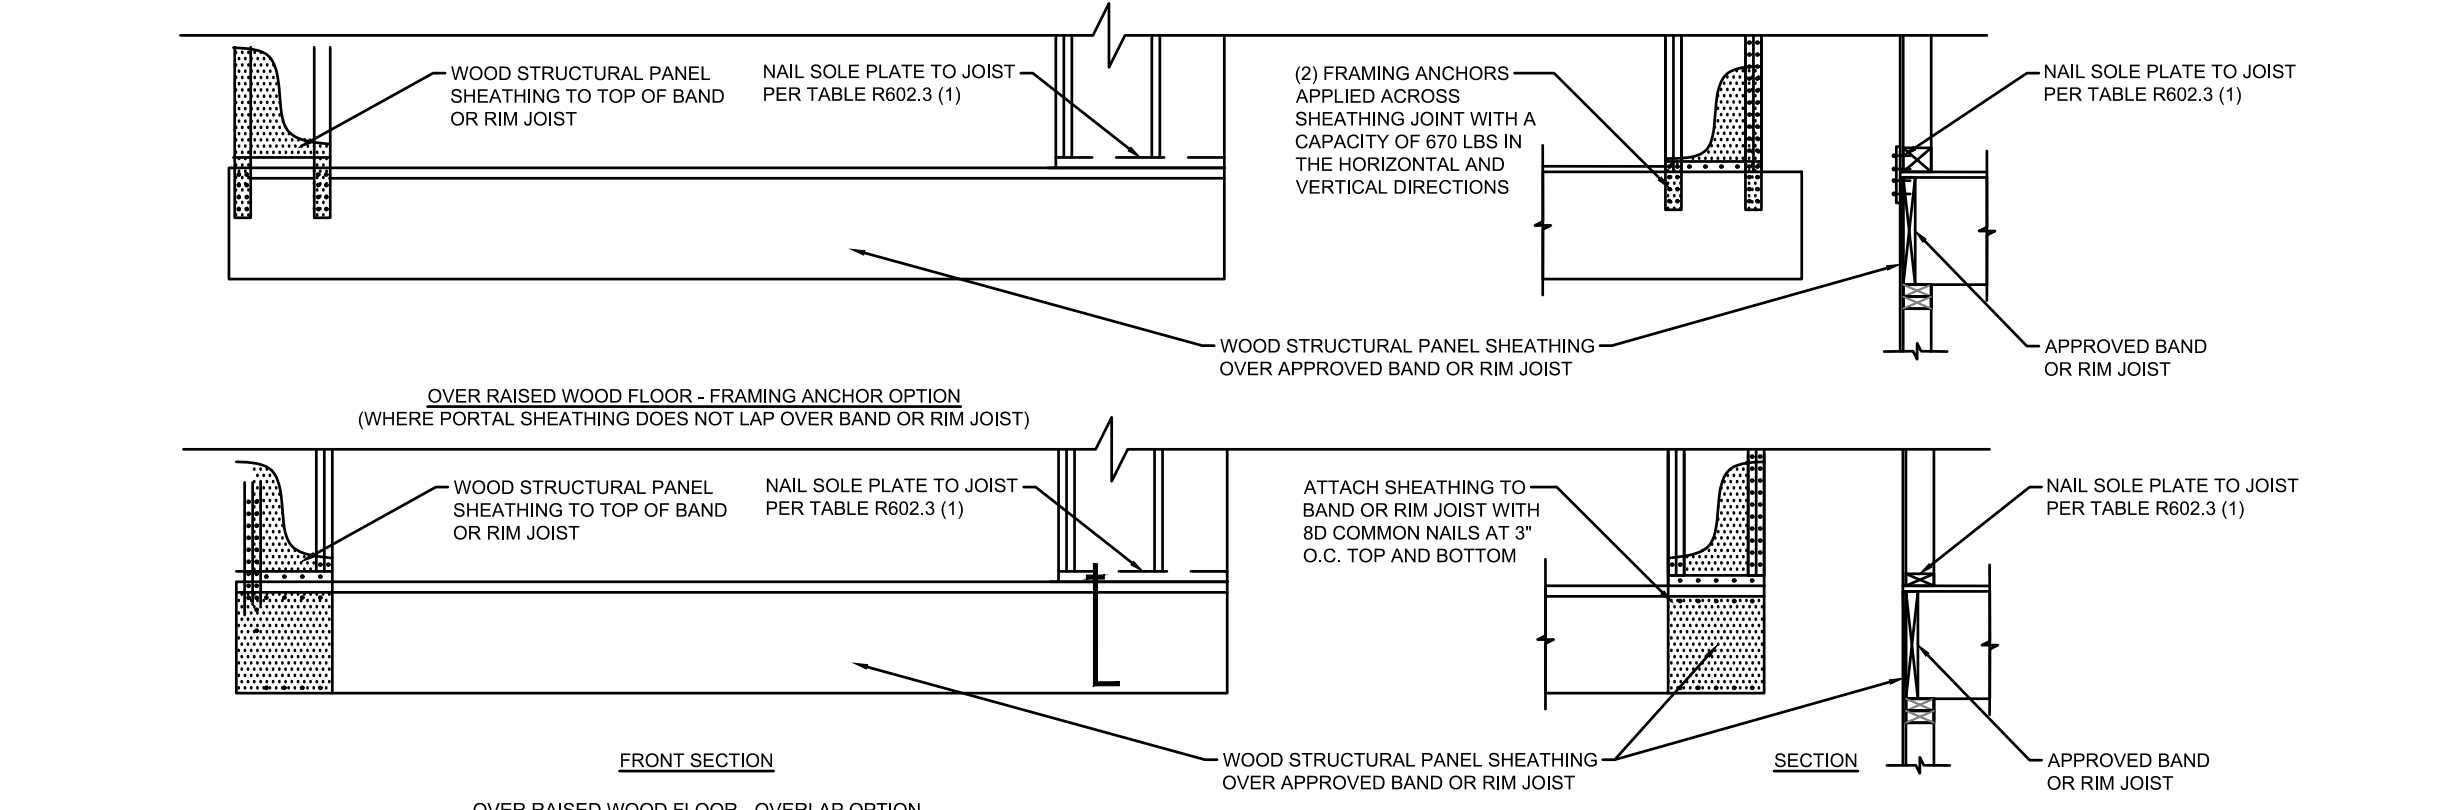 WOOD STRUCTURAL PANEL
SHEATHING TO TOP OF BAND
OR RIM JOIST
NAIL SOLE PLATE TO JOIST
PER TABLE R602.3 (1)
(2) FRAMING ANCHORS
APPLIED ACROSS
SHEATHING JOINT WITH A
CAPACITY OF 670 LBS IN
THE HORIZONTAL AND
VERTICAL DIRECTIONS
NAIL SOLE PLATE TO JOIST
PER TABLE R602.3 (1)
WOOD STRUCTURAL PANEL SHEATHING
OVER APPROVED BAND OR RIM JOIST
APPROVED BAND
OR RIM JOIST
OVER RAISED WOOD FLOOR - FRAMING ANCHOR OPTION
(WHERE PORTAL SHEATHING DOES NOT LAP OVER BAND OR RIM JOIST)
WOOD STRUCTURAL PANEL
SHEATHING TO TOP OF BAND
OR RIM JOIST
NAIL SOLE PLATE TO JOIST
PER TABLE R602.3 (1)
ATTACH SHEATHING TO
BAND OR RIM JOIST WITH
8D COMMON NAILS AT 3"
O.C. TOP AND BOTTOM
NAIL SOLE PLATE TO JOIST
PER TABLE R602.3 (1)
FRONT SECTION
WOOD STRUCTURAL PANEL SHEATHING
OVER APPROVED BAND OR RIM JOIST
SECTION
APPROVED BAND
OR RIM JOIST
OVER RAISED WOOD FLOOR - OVERLAP OPTION